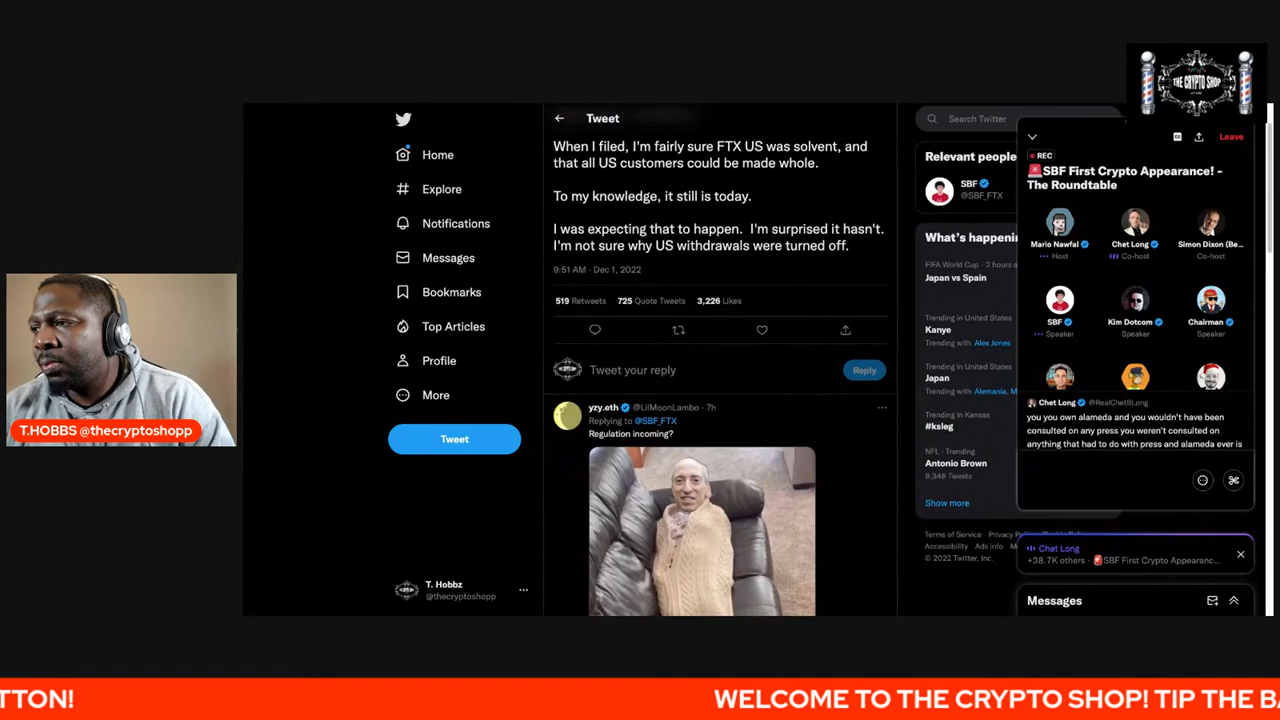 THE CRYPTO SHOP
Home
Explore
Notifications
Messages
Bookmarks
Top Articles
Profile
More
Tweet
T. Hobbz
@thecryptoshopp
Tweet
When I filed, I'm fairly sure FTX US was solvent, and
that all US customers could be made whole.
To my knowledge, it still is today.
I was expecting that to happen. I'm surprised it hasn't.
I'm not sure why US withdrawals were turned off.
9:51 AM · Dec 1, 2022
519 Retweets 725 Quote Tweets 3,226 Likes
Tweet your reply
Reply
yzy.eth @LilMoonLambo · 7h
Replying to @SBF_FTX
Regulation incoming?
Search Twitter
Relevant people
SBF
@SBF_FTX
What's happenin
FIFA World Cup · 2 hours a
Japan vs Spain
Trending in United States
Kanye
Trending with Alex Jones
Trending in United States
Japan
Trending with Alemania, M
Trending in Kansas
#ksleg
NFL · Trending
Antonio Brown
9,348 Tweets
Show more
Terms of Service Privacy
Accessibility Ads info
© 2022 Twitter, Inc.
Leave
REC
🚨SBF First Crypto Appearance! -
The Roundtable
Mario Nawfal Chet Long Simon Dixon (Be...
Host Co-host Co-host
SBF Kim Dotcom Chairman
Speaker Speaker Speaker
Chet Long @RealChetBLong
you you own alameda and you wouldn't have been
consulted on any press you weren't consulted on
anything that had to do with press and alameda ever is
Chet Long
+38.7K others · 🚨SBF First Crypto Appearanc...
Messages
T.HOBBS @thecryptoshopp
TTON! WELCOME TO THE CRYPTO SHOP! TIP THE BA